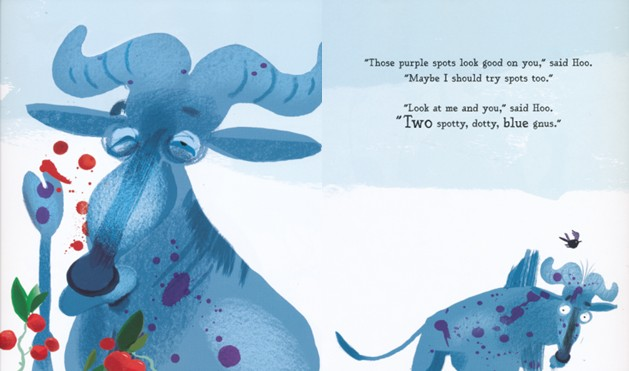 "Those purple spots look good on you," said Hoo.
"Maybe I should try spots too."
"Look at me and you," said Hoo.
"Two spotty, dotty, blue gnus."